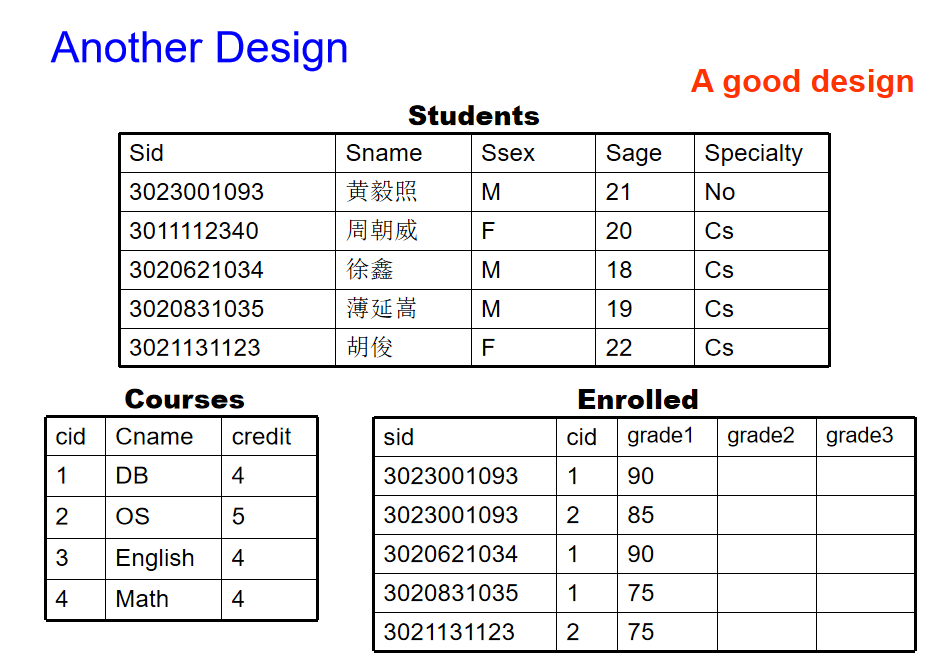 Another Design
A good design
Students
Sid Sname Ssex Sage Specialty
3023001093 黄毅照 M 21 No
3011112340 周朝威 F 20 Cs
3020621034 徐鑫 M 18 Cs
3020831035 薄延嵩 M 19 Cs
3021131123 胡俊 F 22 Cs
Courses
cid Cname credit
1 DB 4
2 OS 5
3 English 4
4 Math 4
Enrolled
sid cid grade1 grade2 grade3
3023001093 1 90
3023001093 2 85
3020621034 1 90
3020831035 1 75
3021131123 2 75